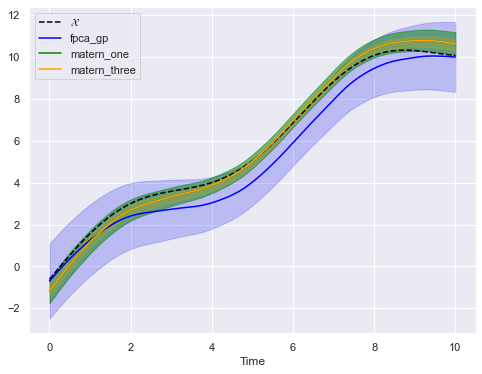 𝒳
fpca_gp
matern_one
matern_three
12
10
8
6
4
2
0
−2
0 2 4 6 8 10
Time